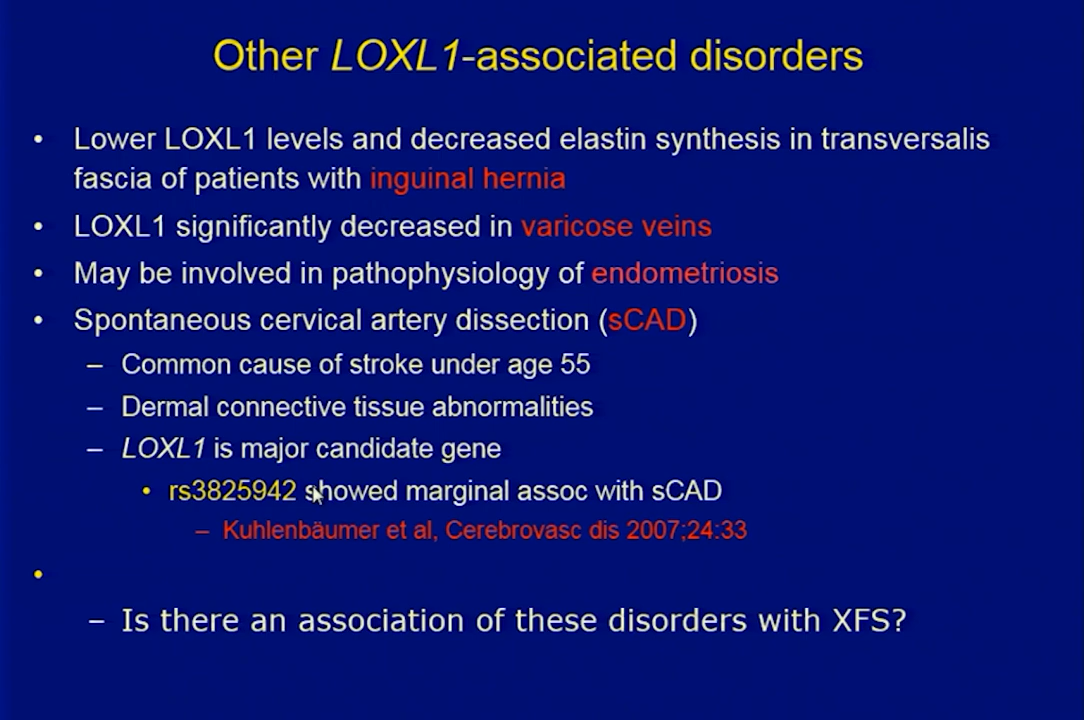 Other LOXL1-associated disorders
• Lower LOXL1 levels and decreased elastin synthesis in transversalis
fascia of patients with inguinal hernia
• LOXL1 significantly decreased in varicose veins
• May be involved in pathophysiology of endometriosis
• Spontaneous cervical artery dissection (sCAD)
– Common cause of stroke under age 55
– Dermal connective tissue abnormalities
– LOXL1 is major candidate gene
• rs3825942 showed marginal assoc with sCAD
– Kuhlenbäumer et al, Cerebrovasc dis 2007;24:33
•
– Is there an association of these disorders with XFS?